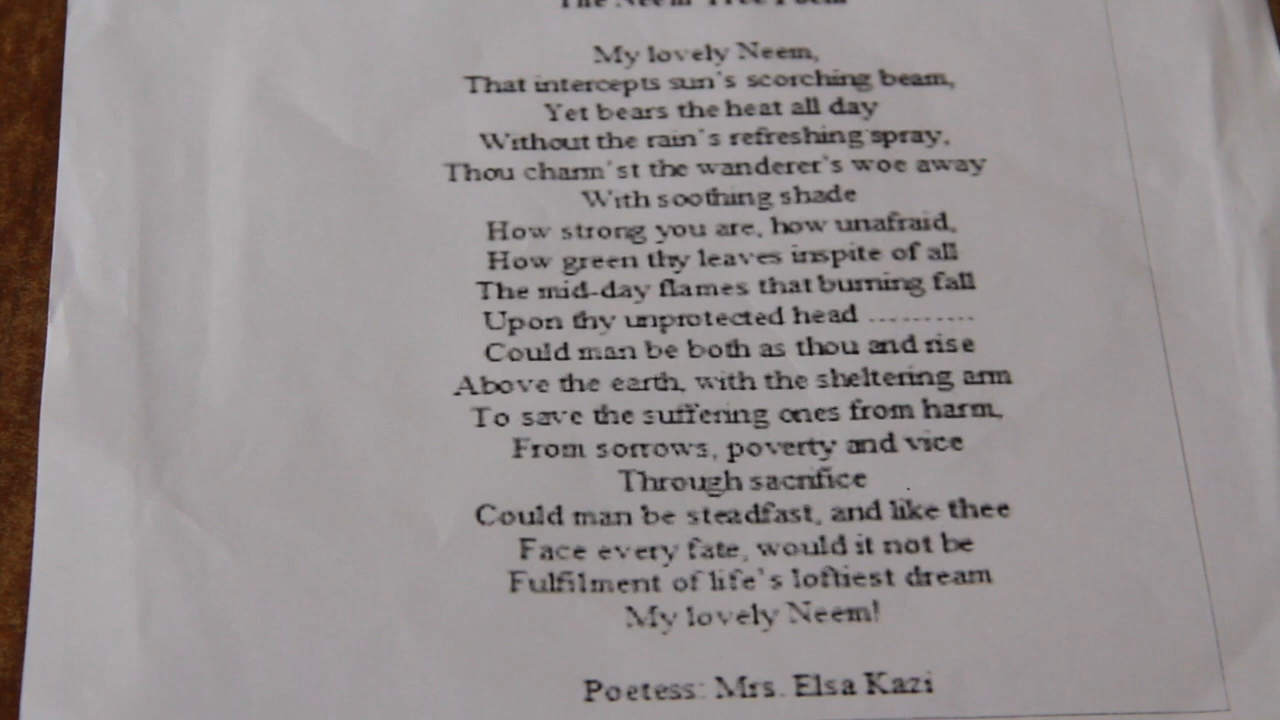 The Neem Tree Poem
My lovely Neem,
That intercepts sun's scorching beam,
Yet bears the heat all day
Without the rain's refreshing spray,
Thou charm'st the wanderer's woe away
With soothing shade
How strong you are, how unafraid,
How green thy leaves inspite of all
The mid-day flames that burning fall
Upon thy unprotected head ..........
Could man be both as thou and rise
Above the earth, with the sheltering arm
To save the suffering ones from harm,
From sorrows, poverty and vice
Through sacrifice
Could man be steadfast, and like thee
Face every fate, would it not be
Fulfilment of life's loftiest dream
My lovely Neem!
Poetess: Mrs. Elsa Kazi